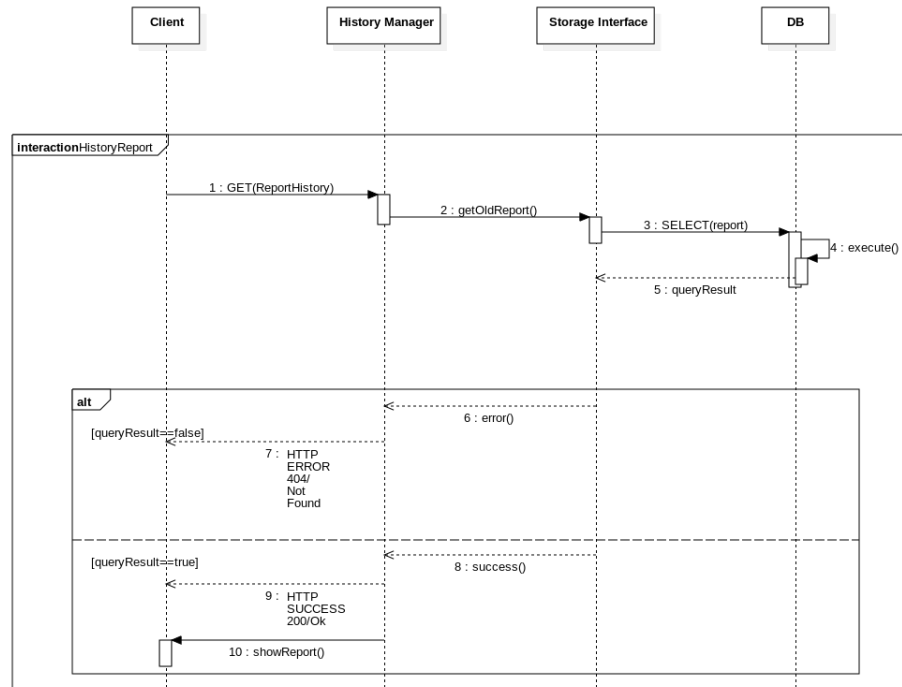 Client
History Manager
Storage Interface
DB
interactionHistoryReport
1 : GET(ReportHistory)
2 : getOldReport()
3 : SELECT(report)
4 : execute()
5 : queryResult
alt
6 : error()
[queryResult==false]
7 : HTTP
ERROR
404/
Not
Found
[queryResult==true]
8 : success()
9 : HTTP
SUCCESS
200/Ok
10 : showReport()